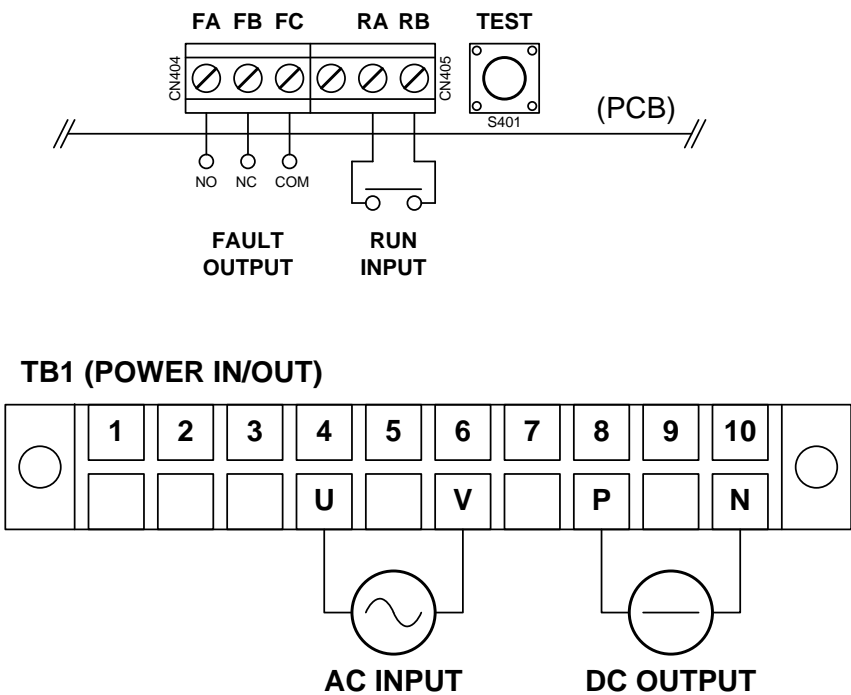 FA FB FC RA RB TEST
CN404
CN405
S401
(PCB)
NO NC COM
FAULT
OUTPUT
RUN
INPUT
TB1 (POWER IN/OUT)
1 2 3 4 5 6 7 8 9 10
U V P N
AC INPUT DC OUTPUT